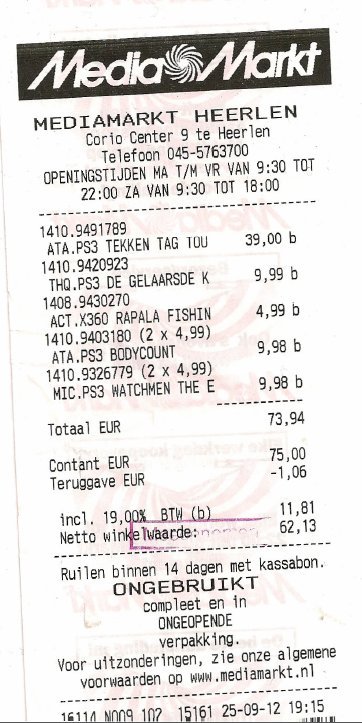 Media Markt
MEDIAMARKT HEERLEN
Corio Center 9 te Heerlen
Telefoon 045-5763700
OPENINGSTIJDEN MA T/M VR VAN 9:30 TOT
22:00 ZA VAN 9:30 TOT 18:00
1410.9491789
ATA.PS3 TEKKEN TAG TOU 39,00 b
1410.9420923
THQ.PS3 DE GELAARSDE K 9,99 b
1408.9430270
ACT.X360 RAPALA FISHIN 4,99 b
1410.9403180 (2 x 4,99)
ATA.PS3 BODYCOUNT 9,98 b
1410.9326779 (2 x 4,99)
MIC.PS3 WATCHMEN THE E 9,98 b
Totaal EUR 73,94
Contant EUR 75,00
Teruggave EUR -1,06
incl. 19,00% BTW (b) 11,81
Netto winkelwaarde: 62,13
Ruilen binnen 14 dagen met kassabon.
ONGEBRUIKT
compleet en in
ONGEOPENDE
verpakking.
Voor uitzonderingen, zie onze algemene
voorwaarden op www.mediamarkt.nl
16114 N009 102 15161 25-09-12 19:15